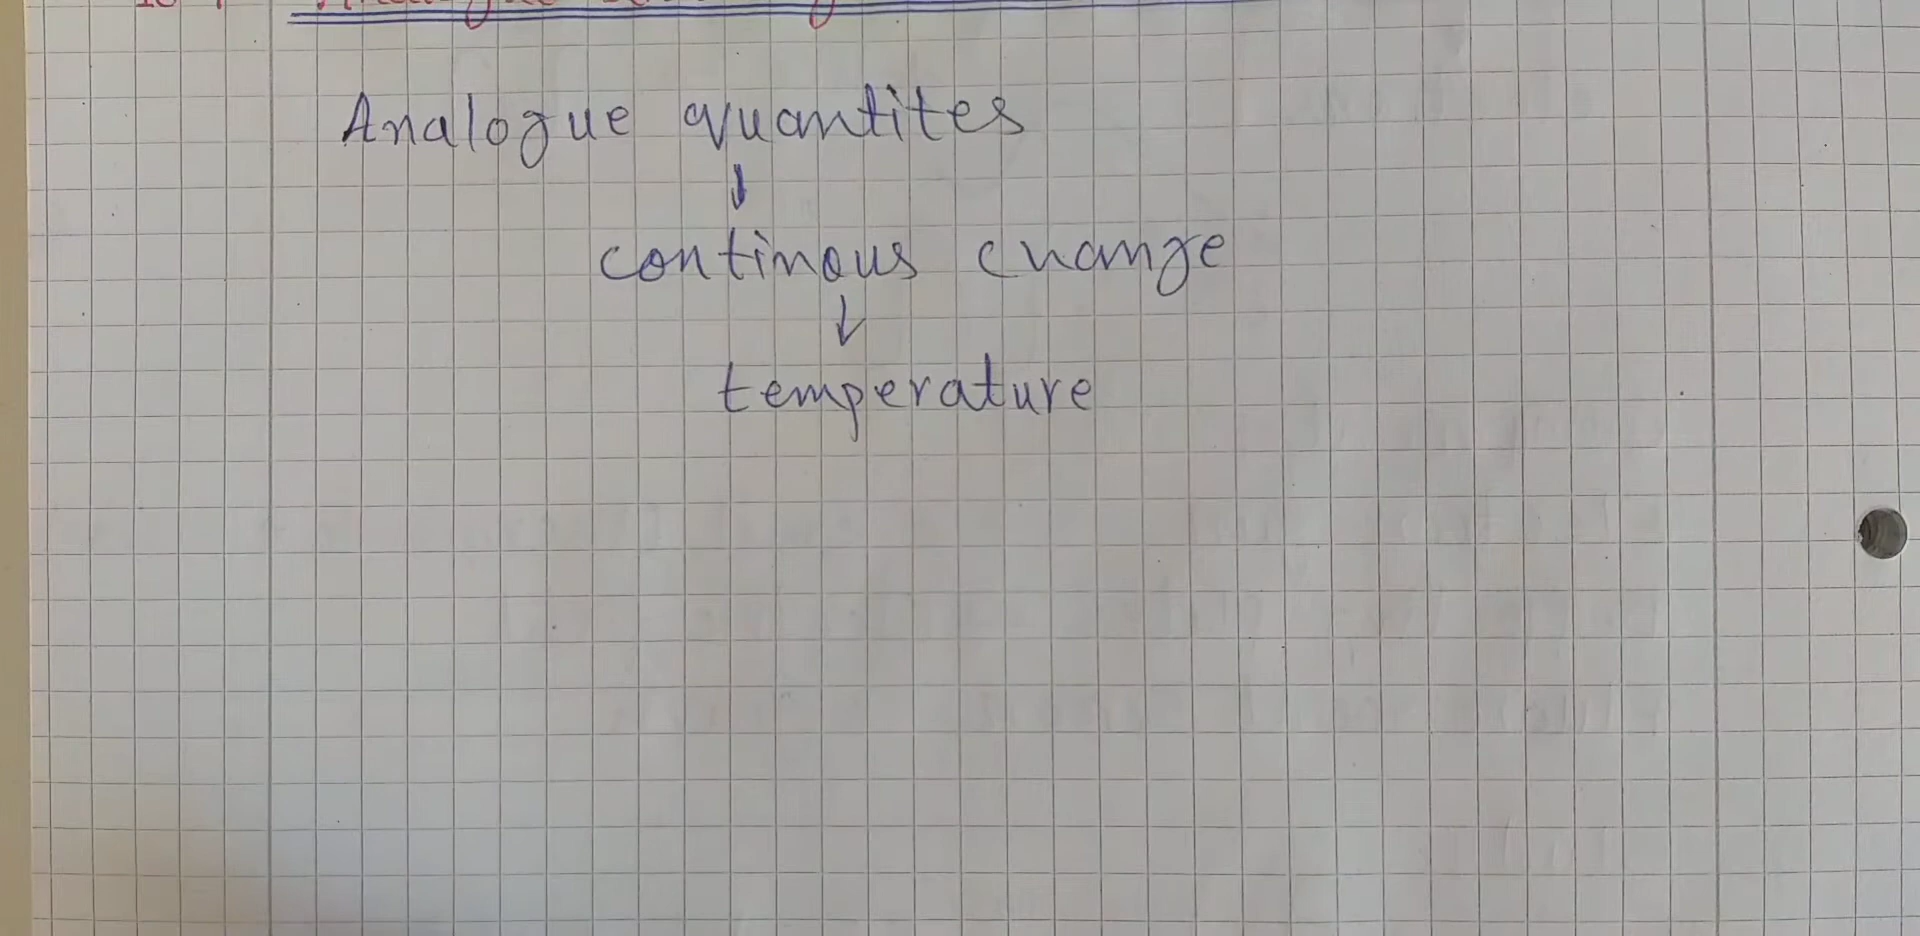 Analogue quantites
↓
continous change
↓
temperature